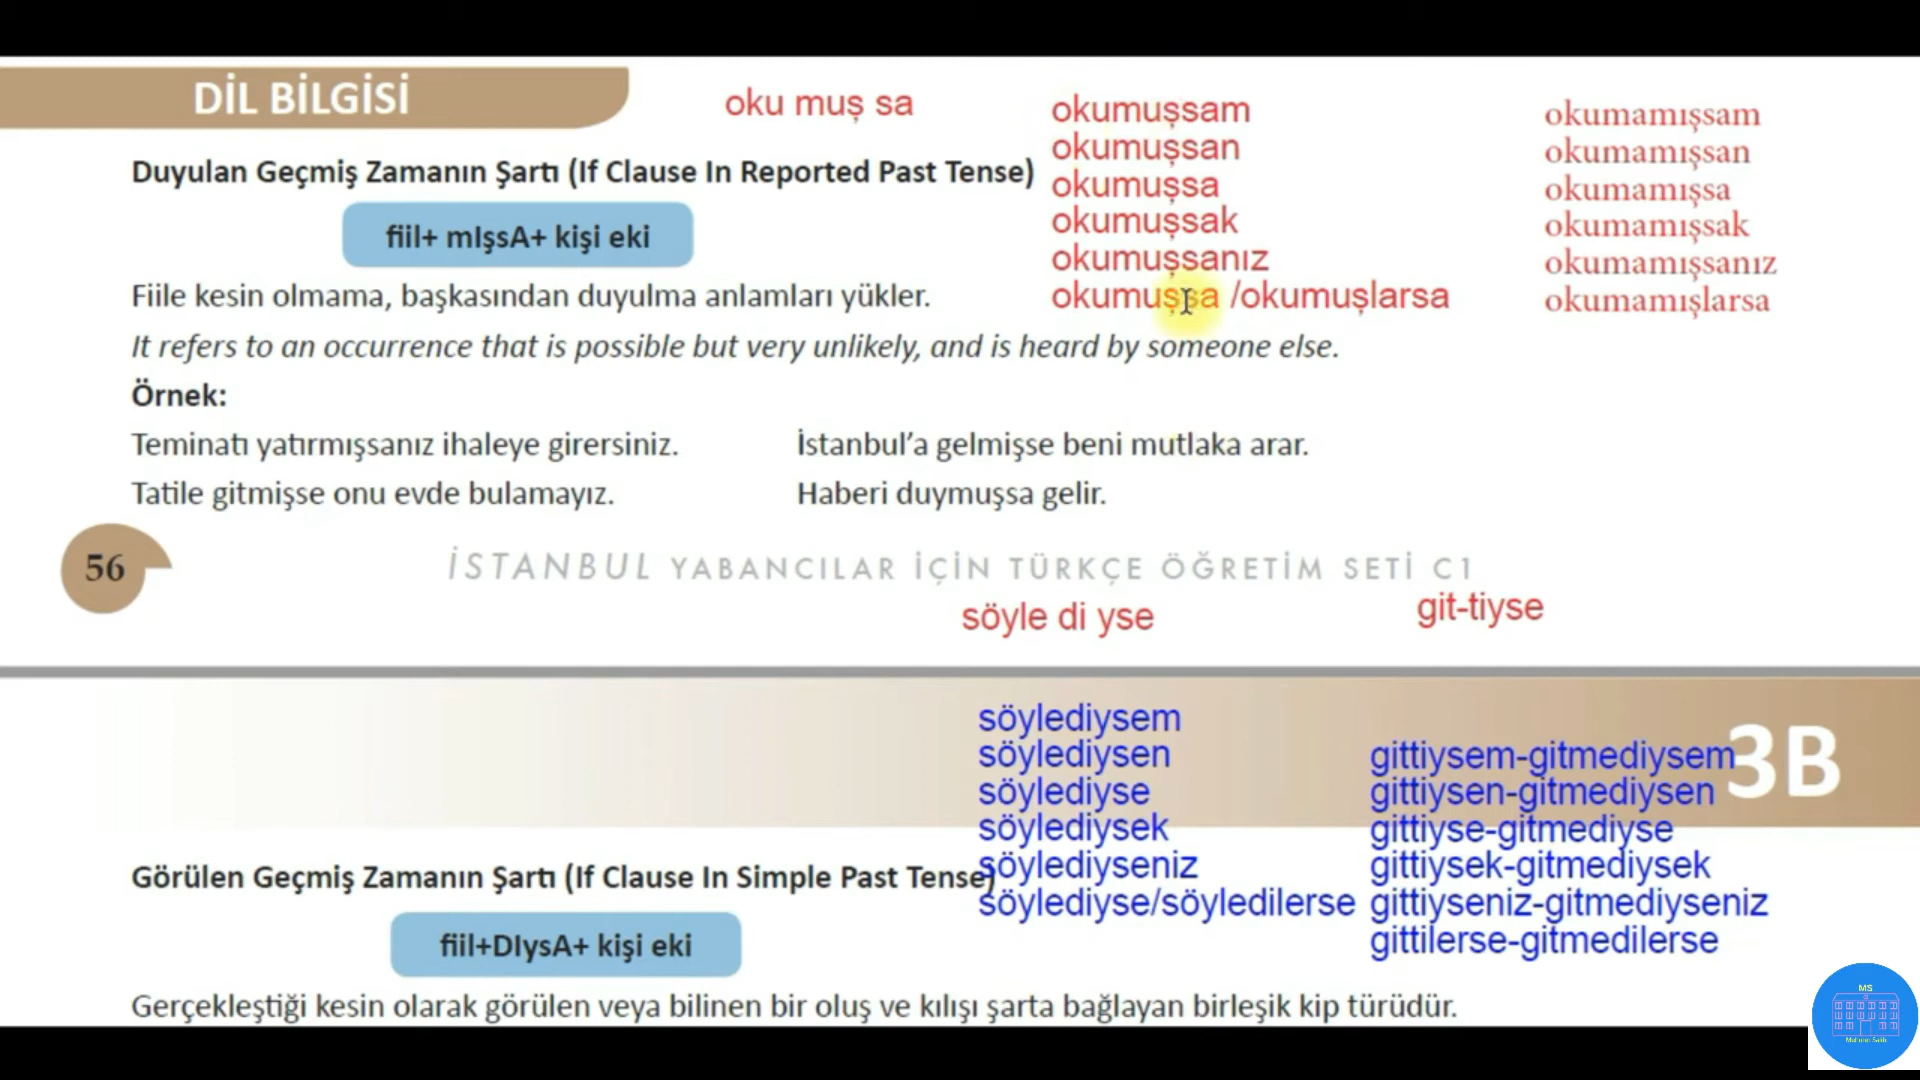 DİL BİLGİSİ
oku muş sa
okumuşsam
okumuşsan
okumuşsa
okumuşsak
okumuşsanız
okumuşsa /okumuşlarsa
okumamışsam
okumamışsan
okumamışsa
okumamışsak
okumamışsanız
okumamışlarsa
Duyulan Geçmiş Zamanın Şartı (If Clause In Reported Past Tense)
fiil+ mIşsA+ kişi eki
Fiile kesin olmama, başkasından duyulma anlamları yükler.
It refers to an occurrence that is possible but very unlikely, and is heard by someone else.
Örnek:
Teminatı yatırmışsanız ihaleye girersiniz.
İstanbul’a gelmişse beni mutlaka arar.
Tatile gitmişse onu evde bulamayız.
Haberi duymuşsa gelir.
56
İSTANBUL YABANCILAR İÇİN TÜRKÇE ÖĞRETİM SETİ C1
söyle di yse
git-tiyse
3B
söylediysem
söylediysen
söylediyse
söylediysek
söylediyseniz
söylediyse/söyledilerse
gittiysem-gitmediysem
gittiysen-gitmediysen
gittiyse-gitmediyse
gittiysek-gitmediysek
gittiyseniz-gitmediyseniz
gittilerse-gitmedilerse
Görülen Geçmiş Zamanın Şartı (If Clause In Simple Past Tense)
fiil+DIysA+ kişi eki
Gerçekleştiği kesin olarak görülen veya bilinen bir oluş ve kılışı şarta bağlayan birleşik kip türüdür.
MS